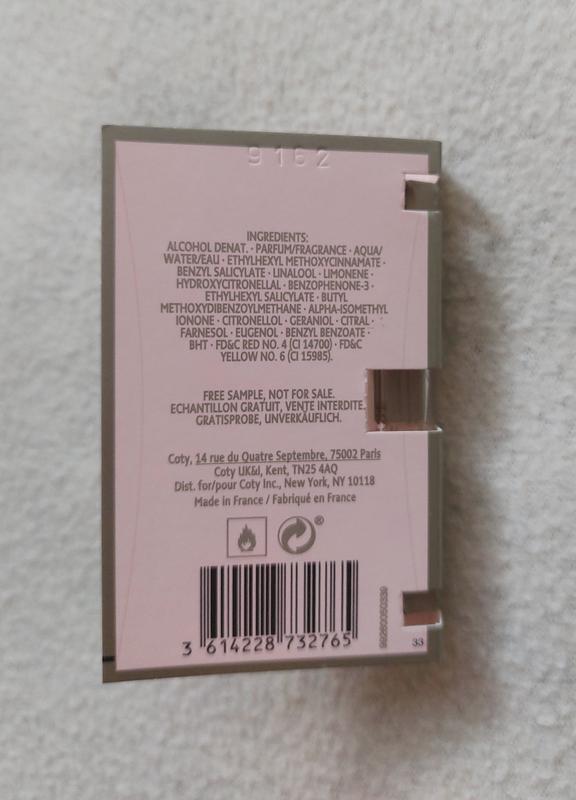 9162
INGREDIENTS:
ALCOHOL DENAT. · PARFUM/FRAGRANCE · AQUA/
WATER/EAU · ETHYLHEXYL METHOXYCINNAMATE ·
BENZYL SALICYLATE · LINALOOL · LIMONENE ·
HYDROXYCITRONELLAL · BENZOPHENONE-3 ·
ETHYLHEXYL SALICYLATE · BUTYL
METHOXYDIBENZOYLMETHANE · ALPHA-ISOMETHYL
IONONE · CITRONELLOL · GERANIOL · CITRAL ·
FARNESOL · EUGENOL · BENZYL BENZOATE ·
BHT · FD&C RED NO. 4 (CI 14700) · FD&C
YELLOW NO. 6 (CI 15985).
FREE SAMPLE, NOT FOR SALE.
ECHANTILLON GRATUIT, VENTE INTERDITE.
GRATISPROBE, UNVERKÄUFLICH.
Coty, 14 rue du Quatre Septembre, 75002 Paris
Coty UK&I, Kent, TN25 4AQ
Dist. for/pour Coty Inc., New York, NY 10118
Made in France / Fabriqué en France
®
3 614228 732765
33